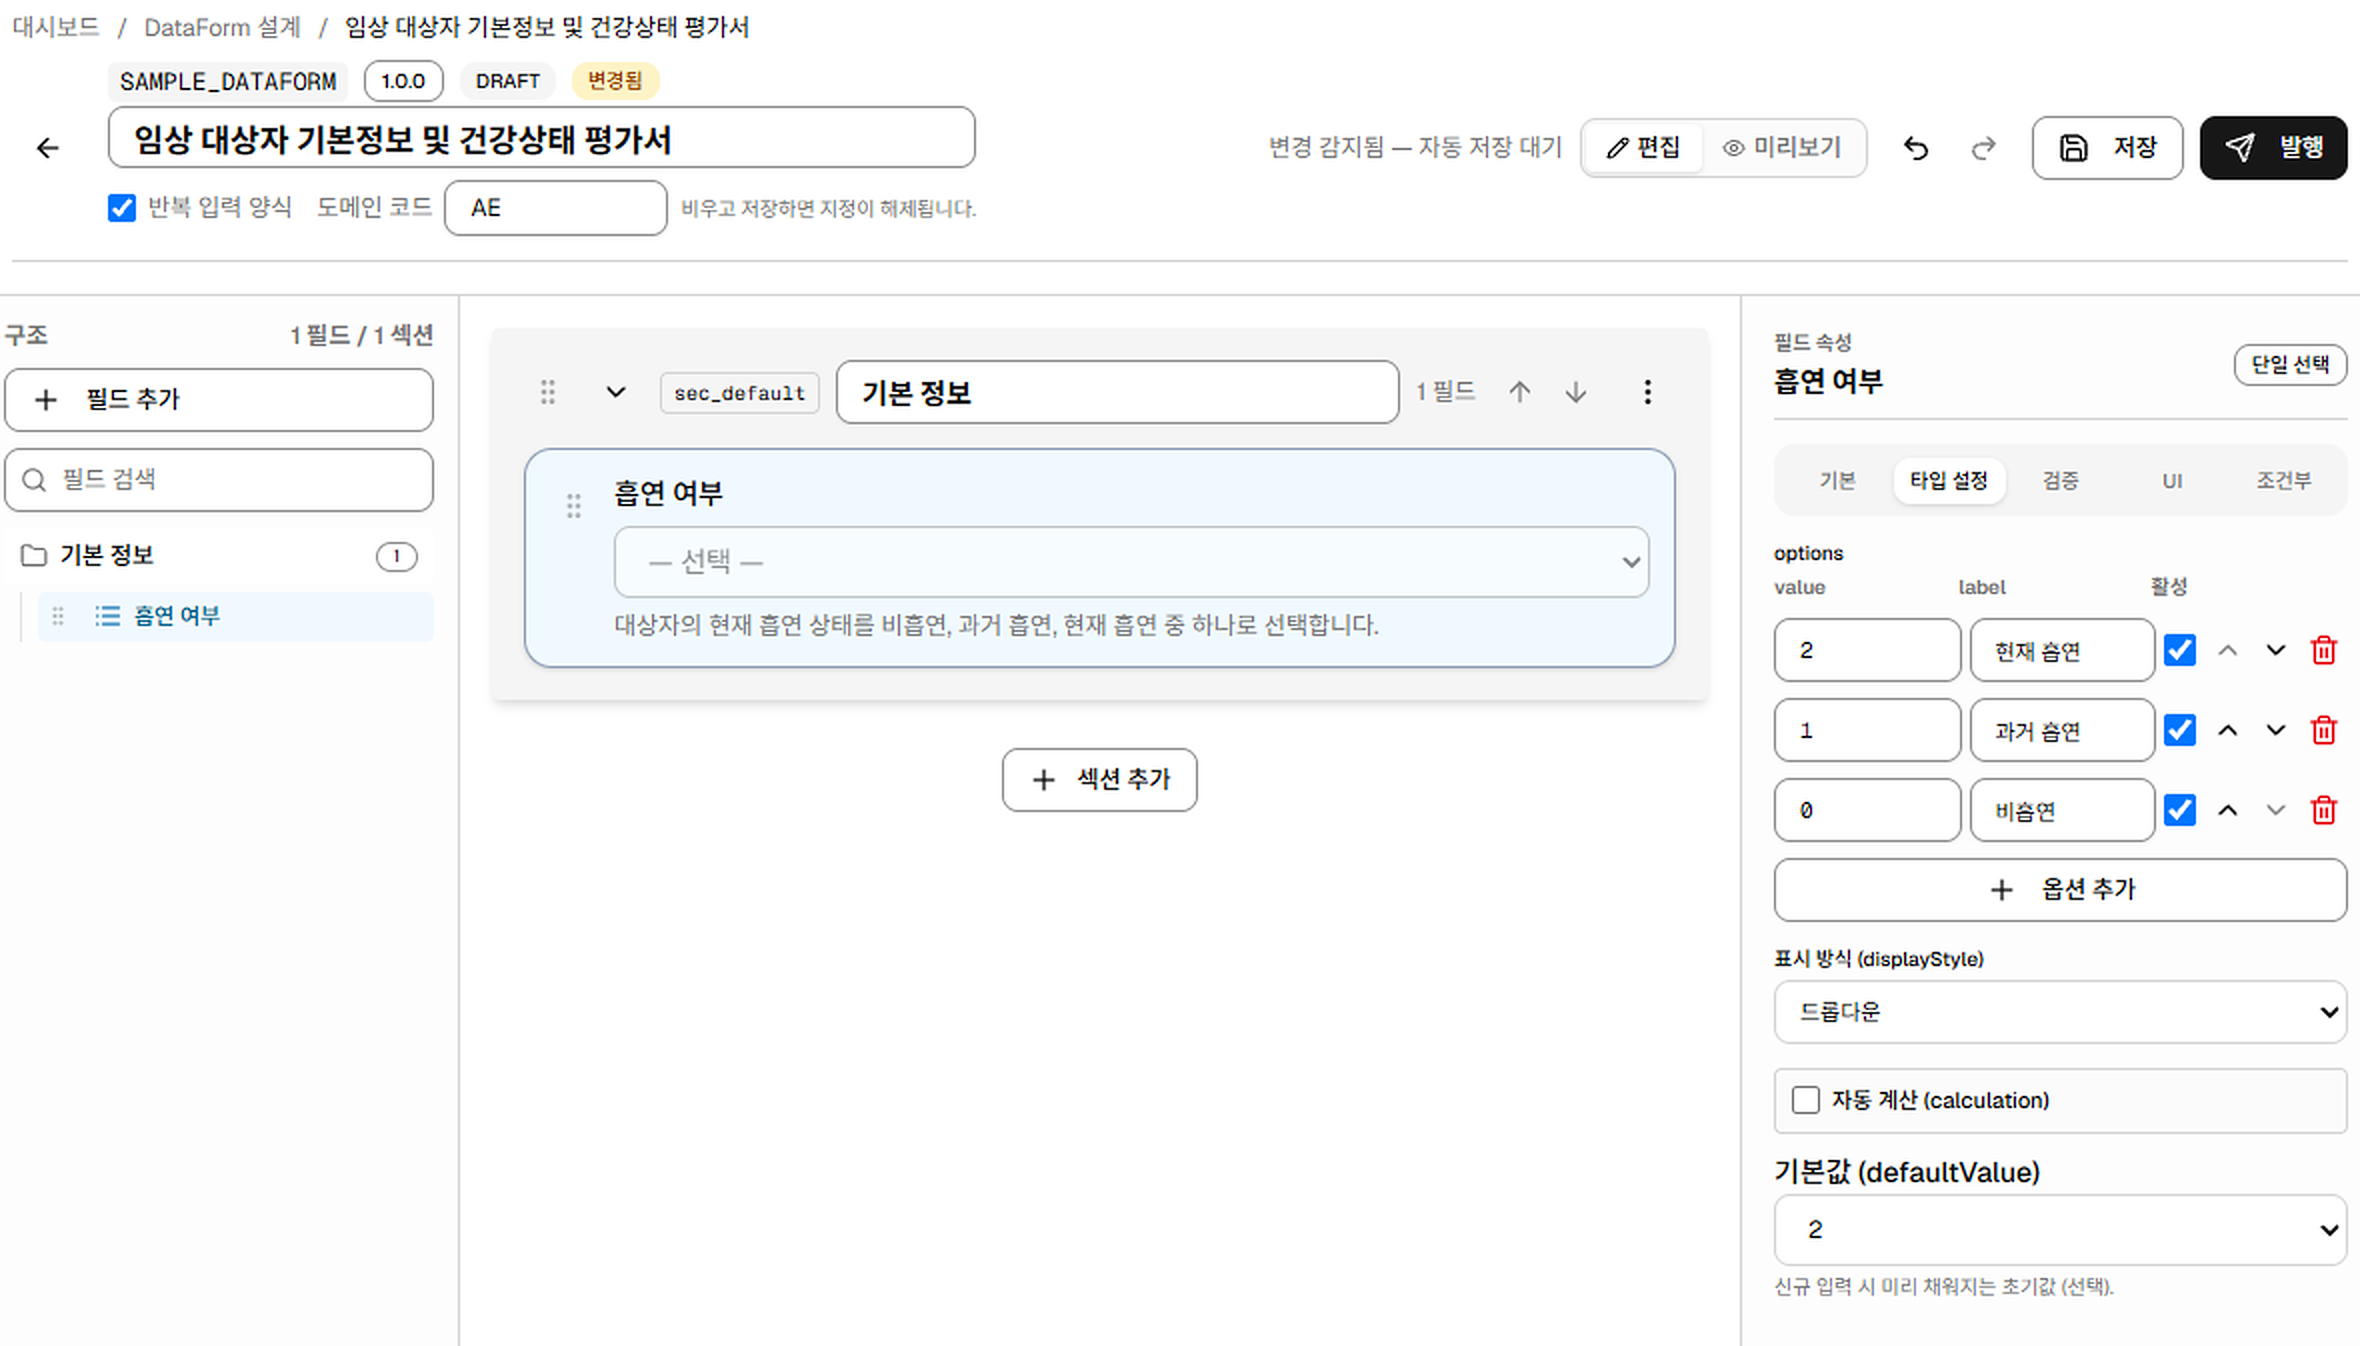 대시보드 / DataForm 설계 / 임상 대상자 기본정보 및 건강상태 평가서
SAMPLE_DATAFORM 1.0.0 DRAFT 변경됨
임상 대상자 기본정보 및 건강상태 평가서
변경 감지됨 — 자동 저장 대기 편집 미리보기 저장 발행
반복 입력 양식 도메인 코드 AE 비우고 저장하면 지정이 해제됩니다.
구조 1 필드 / 1 섹션
필드 추가
필드 검색
기본 정보 1
흡연 여부
sec_default 기본 정보 1 필드
흡연 여부
— 선택 —
대상자의 현재 흡연 상태를 비흡연, 과거 흡연, 현재 흡연 중 하나로 선택합니다.
섹션 추가
필드 속성
흡연 여부 단일 선택
기본 타입 설정 검증 UI 조건부
options
value label 활성
2 현재 흡연
1 과거 흡연
0 비흡연
옵션 추가
표시 방식 (displayStyle)
드롭다운
자동 계산 (calculation)
기본값 (defaultValue)
2
신규 입력 시 미리 채워지는 초기값 (선택).